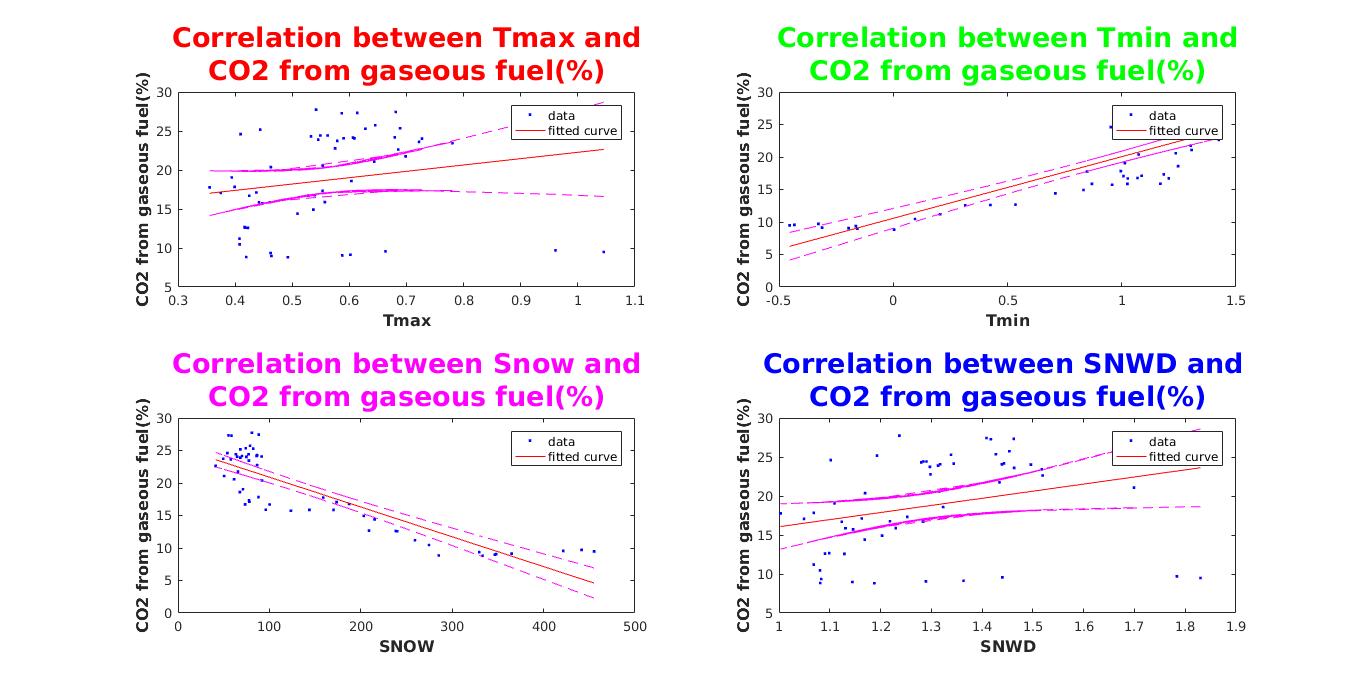 Correlation between Tmax and
CO2 from gaseous fuel(%)
CO2 from gaseous fuel(%)
30
25
20
15
10
5
data
fitted curve
0.3 0.4 0.5 0.6 0.7 0.8 0.9 1 1.1
Tmax
Correlation between Tmin and
CO2 from gaseous fuel(%)
CO2 from gaseous fuel(%)
30
25
20
15
10
5
0
data
fitted curve
-0.5 0 0.5 1 1.5
Tmin
Correlation between Snow and
CO2 from gaseous fuel(%)
CO2 from gaseous fuel(%)
30
25
20
15
10
5
0
data
fitted curve
0 100 200 300 400 500
SNOW
Correlation between SNWD and
CO2 from gaseous fuel(%)
CO2 from gaseous fuel(%)
30
25
20
15
10
5
data
fitted curve
1 1.1 1.2 1.3 1.4 1.5 1.6 1.7 1.8 1.9
SNWD